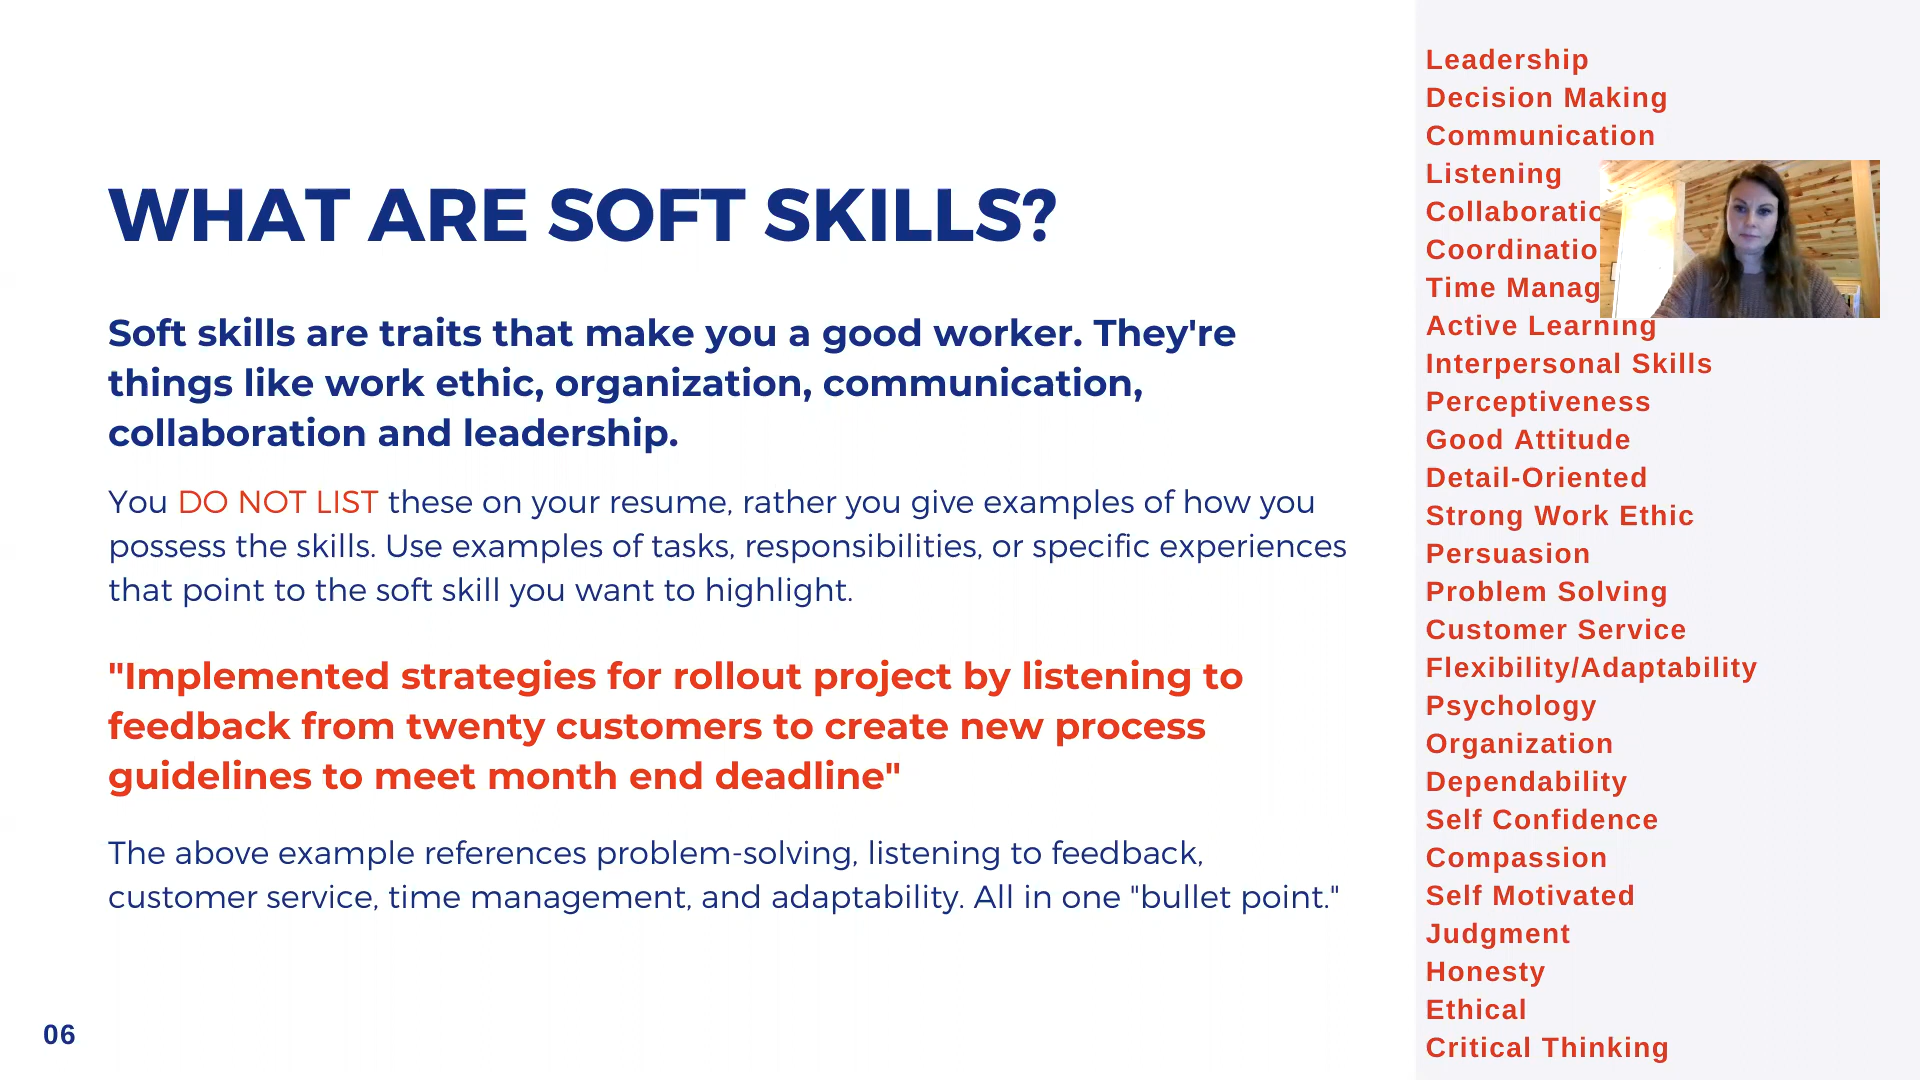 WHAT ARE SOFT SKILLS?
Soft skills are traits that make you a good worker. They're
things like work ethic, organization, communication,
collaboration and leadership.
You DO NOT LIST these on your resume, rather you give examples of how you
possess the skills. Use examples of tasks, responsibilities, or specific experiences
that point to the soft skill you want to highlight.
"Implemented strategies for rollout project by listening to
feedback from twenty customers to create new process
guidelines to meet month end deadline"
The above example references problem-solving, listening to feedback,
customer service, time management, and adaptability. All in one "bullet point."
06
Leadership
Decision Making
Communication
Listening
Time
Active Learning
Interpersonal Skills
Perceptiveness
Good Attitude
Detail-Oriented
Strong Work Ethic
Persuasion
Problem Solving
Customer Service
Flexibility/Adaptability
Psychology
Organization
Dependability
Self Confidence
Compassion
Self Motivated
Judgment
Honesty
Ethical
Critical Thinking